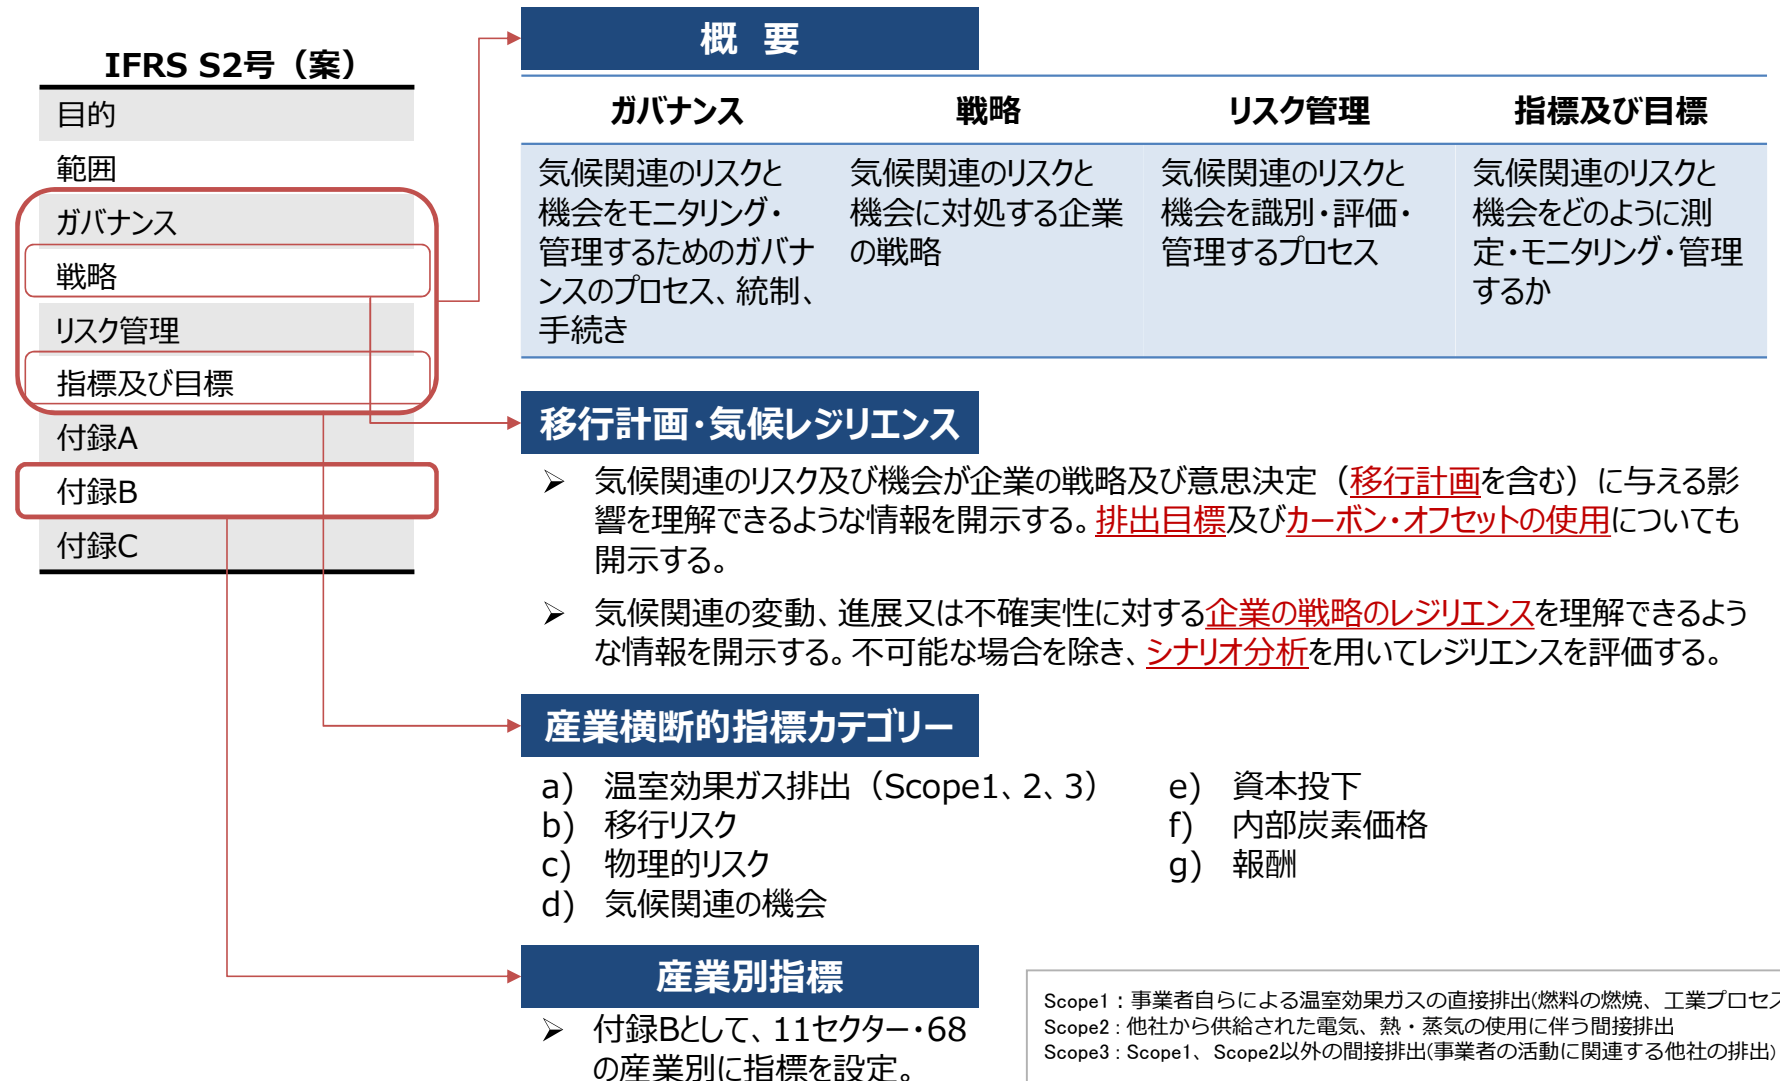 IFRS S2号（案）
目的
範囲
ガバナンス
戦略
リスク管理
指標及び目標
付録A
付録B
付録C
概 要
ガバナンス 戦略 リスク管理 指標及び目標
気候関連のリスクと
機会をモニタリング・
管理するためのガバナ
ンスのプロセス、統制、
手続き
気候関連のリスクと
機会に対処する企業
の戦略
気候関連のリスクと
機会を識別・評価・
管理するプロセス
気候関連のリスクと
機会をどのように測
定・モニタリング・管理
するか
移行計画・気候レジリエンス
➢ 気候関連のリスク及び機会が企業の戦略及び意思決定（移行計画を含む）に与える影
響を理解できるような情報を開示する。排出目標及びカーボン・オフセットの使用についても
開示する。
➢ 気候関連の変動、進展又は不確実性に対する企業の戦略のレジリエンスを理解できるよう
な情報を開示する。不可能な場合を除き、シナリオ分析を用いてレジリエンスを評価する。
産業横断的指標カテゴリー
a) 温室効果ガス排出（Scope1、2、3）
b) 移行リスク
c) 物理的リスク
d) 気候関連の機会
e) 資本投下
f) 内部炭素価格
g) 報酬
産業別指標
➢ 付録Bとして、11セクター・68
の産業別に指標を設定。
Scope1：事業者自らによる温室効果ガスの直接排出(燃料の燃焼、工業プロセス
Scope2：他社から供給された電気、熱・蒸気の使用に伴う間接排出
Scope3：Scope1、Scope2以外の間接排出(事業者の活動に関連する他社の排出)